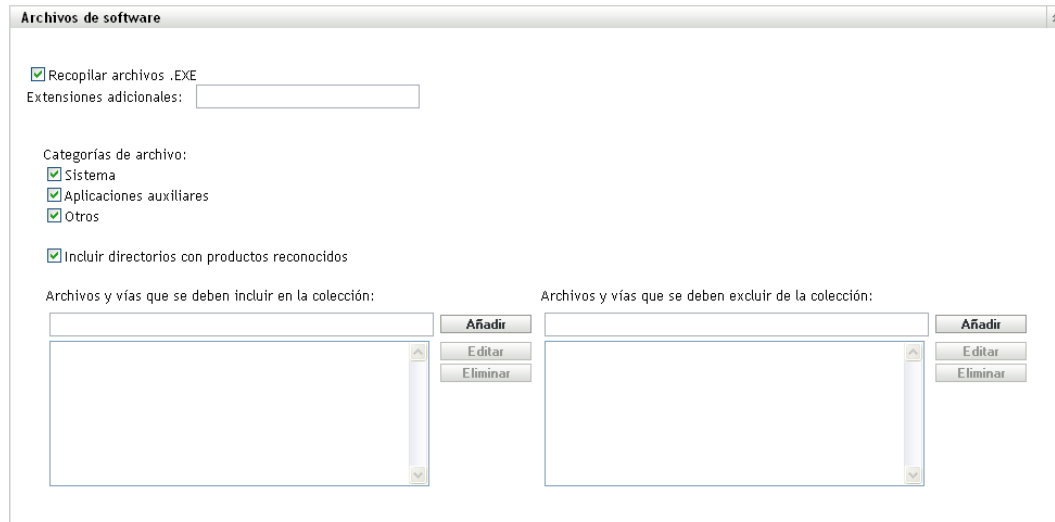 Archivos de software
Recopilar archivos .EXE
Extensiones adicionales:
Categorías de archivo:
Sistema
Aplicaciones auxiliares
Otros
Incluir directorios con productos reconocidos
Archivos y vías que se deben incluir en la colección:
Añadir
Editar
Eliminar
Archivos y vías que se deben excluir de la colección:
Añadir
Editar
Eliminar